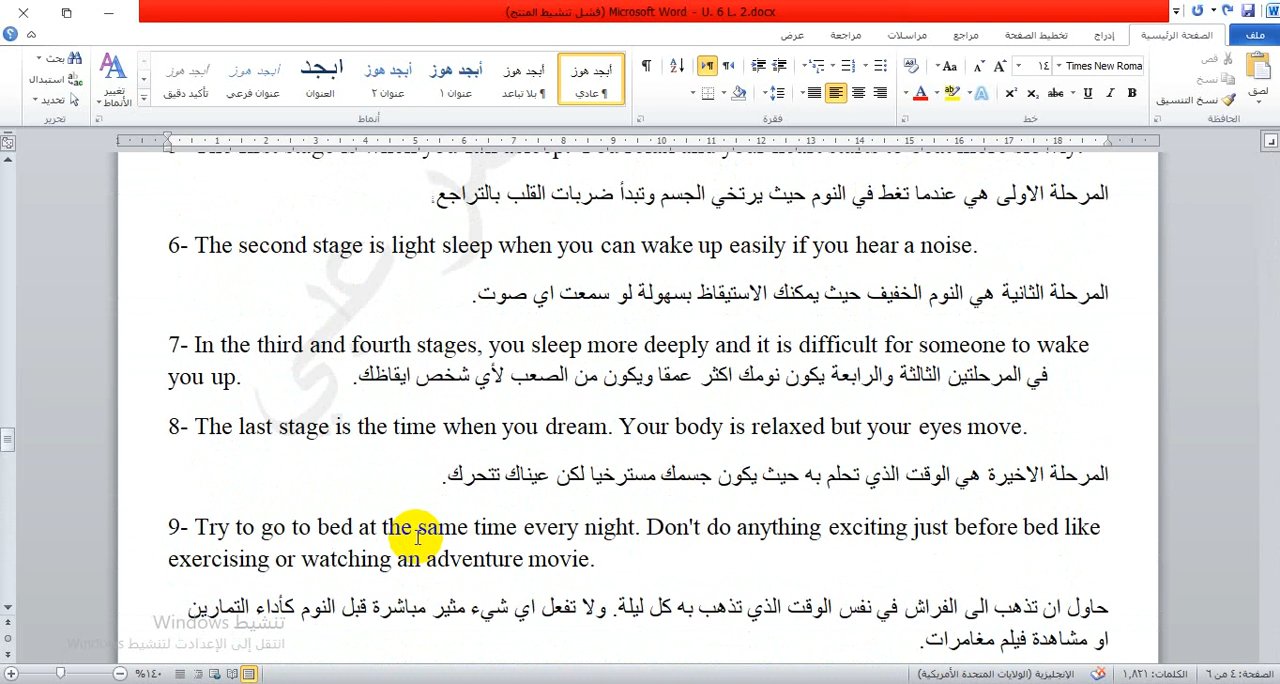 U. 6 L. 2.docx - Microsoft Word (فشل تنشيط المنتج)
ملف
الصفحة الرئيسية
إدراج
تخطيط الصفحة
مراجع
مراسلات
مراجعة
عرض
لصق
قص
نسخ
نسخ التنسيق
الحافظة
Times New Roma
١٤
خط
فقرة
أبجد هوز
¶ عادي
أبجد هوز
¶ بلا تباعد
أبجد هوز
عنوان ١
أبجد هوز
عنوان ٢
أبجد
العنوان
أبجد هوز
عنوان فرعي
أبجد هوز
تأكيد دقيق
أنماط
تغيير الأنماط
بحث
استبدال
تحديد
تحرير
المرحلة الاولى هي عندما تغط في النوم حيث يرتخي الجسم وتبدأ ضربات القلب بالتراجع.
6- The second stage is light sleep when you can wake up easily if you hear a noise.
المرحلة الثانية هي النوم الخفيف حيث يمكنك الاستيقاظ بسهولة لو سمعت اي صوت.
7- In the third and fourth stages, you sleep more deeply and it is difficult for someone to wake
you up. في المرحلتين الثالثة والرابعة يكون نومك اكثر عمقا ويكون من الصعب لأي شخص ايقاظك.
8- The last stage is the time when you dream. Your body is relaxed but your eyes move.
المرحلة الاخيرة هي الوقت الذي تحلم به حيث يكون جسمك مسترخيا لكن عيناك تتحرك.
9- Try to go to bed at the same time every night. Don't do anything exciting just before bed like
exercising or watching an adventure movie.
حاول ان تذهب الى الفراش في نفس الوقت الذي تذهب به كل ليلة. ولا تفعل اي شيء مثير مباشرة قبل النوم كأداء التمارين
او مشاهدة فيلم مغامرات.
تنشيط Windows
انتقل إلى الإعدادت لتنشيط Windows
الصفحة: ٤ من ٦
الكلمات: ١,٨٢١
الإنجليزية (الولايات المتحدة الأمريكية)
١٤٠%